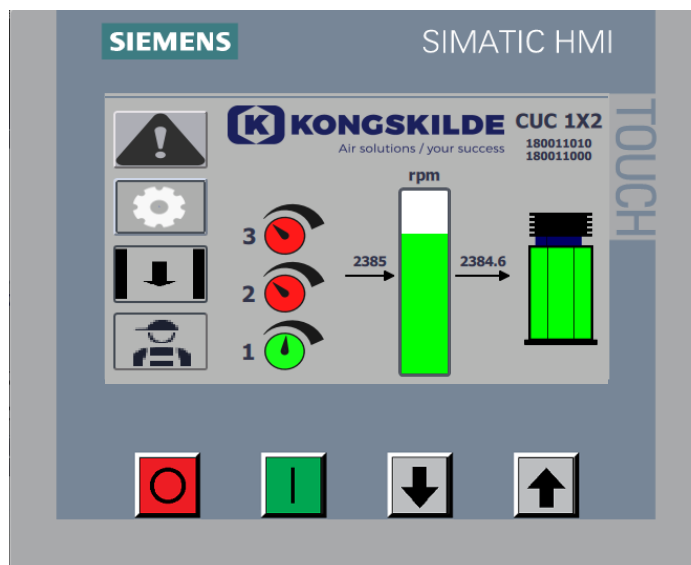 SIEMENS
SIMATIC HMI
TOUCH
K KONGSKILDE
Air solutions / your success
CUC 1X2
180011010
180011000
rpm
3
2385
2384.6
2
1